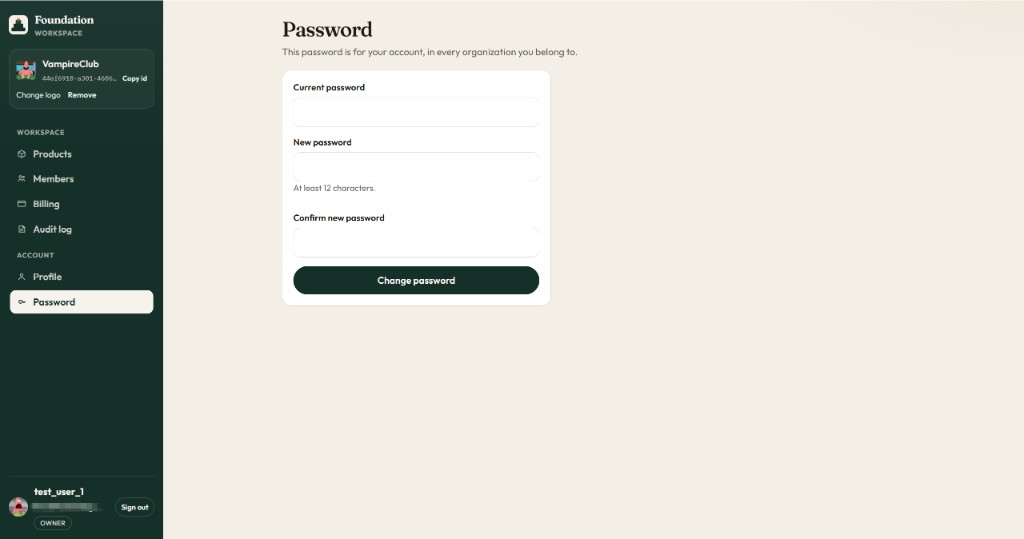 Foundation
WORKSPACE
VampireClub
Copy id
Change logo Remove
WORKSPACE
Products
Members
Billing
Audit log
ACCOUNT
Profile
Password
test_user_1
Sign out
OWNER
Password
This password is for your account, in every organization you belong to.
Current password
New password
At least 12 characters.
Confirm new password
Change password